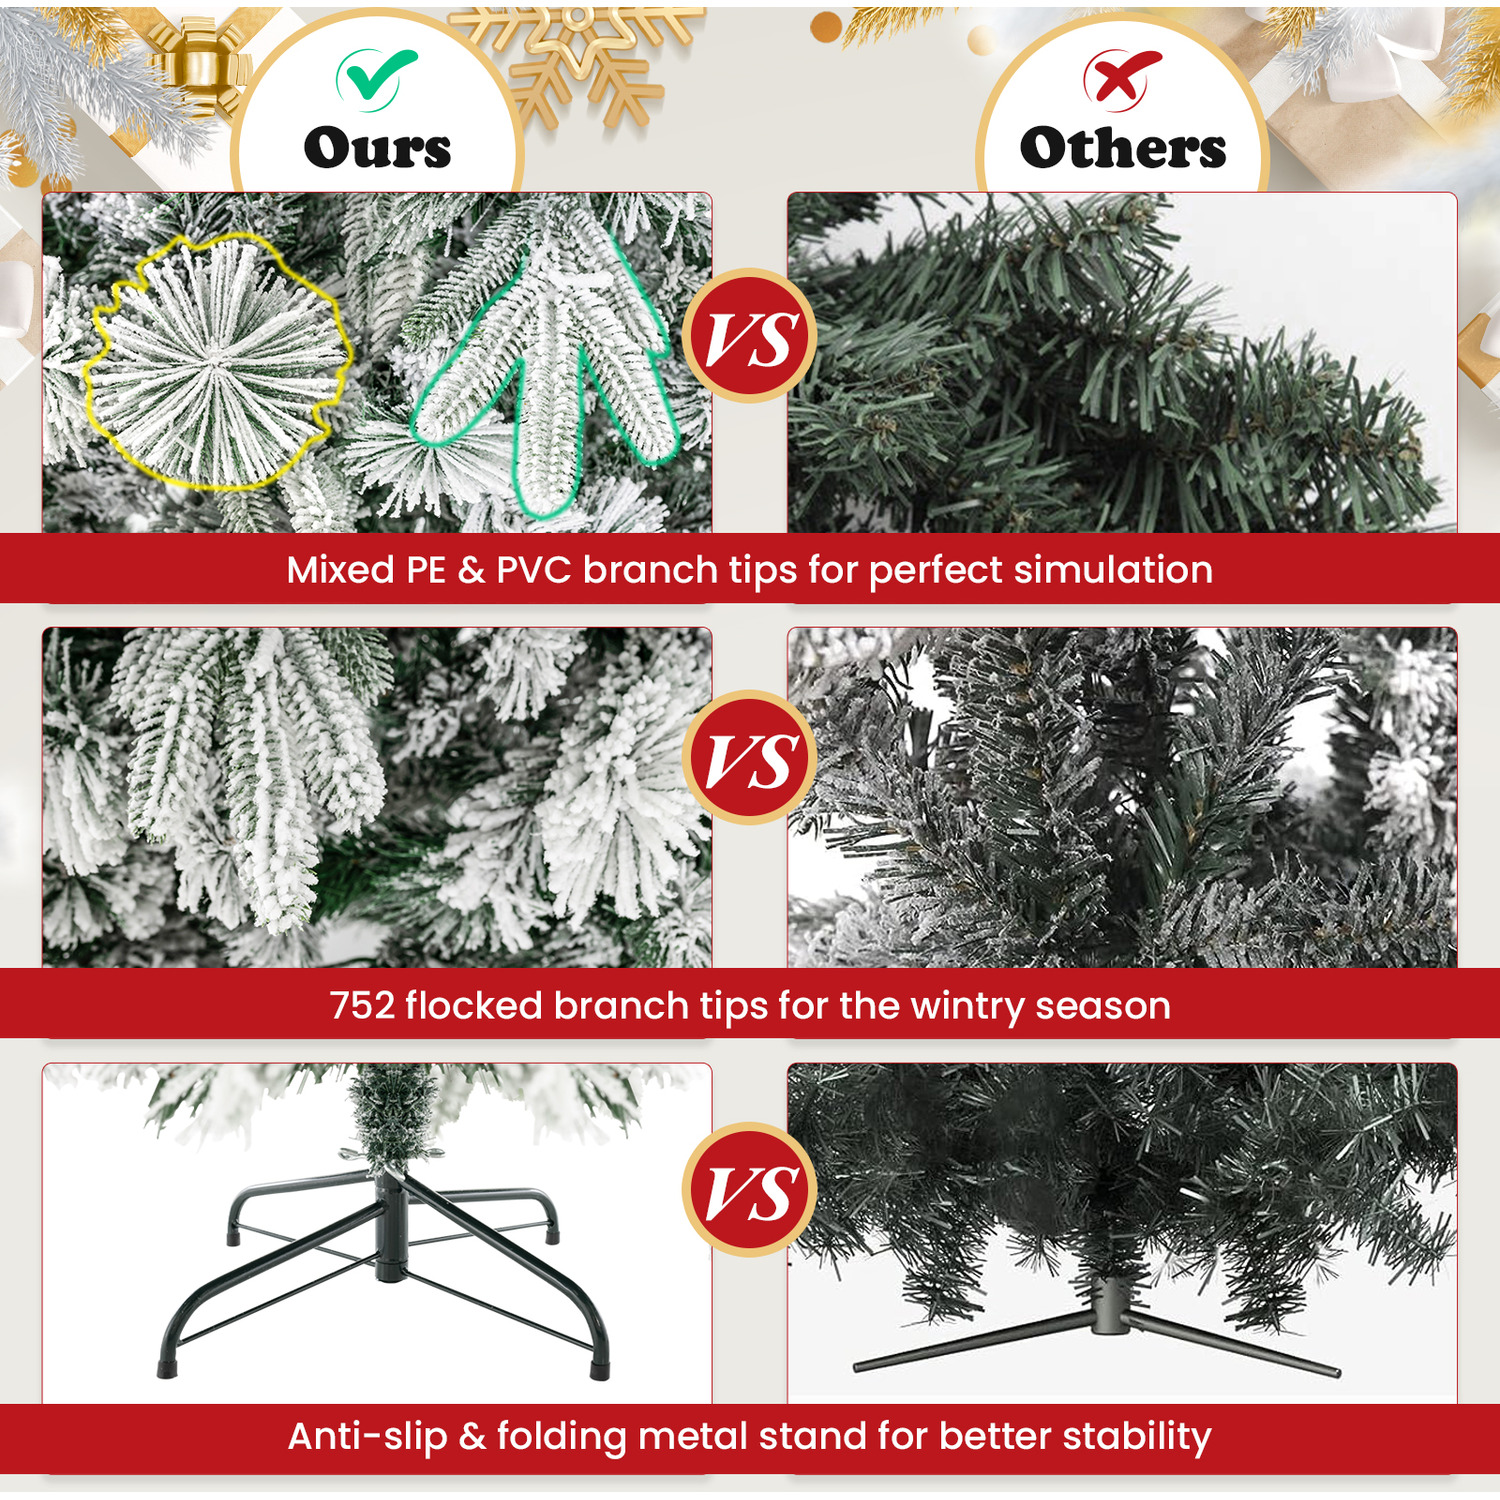 Ours
Others
VS
Mixed PE & PVC branch tips for perfect simulation
VS
752 flocked branch tips for the wintry season
VS
Anti-slip & folding metal stand for better stability